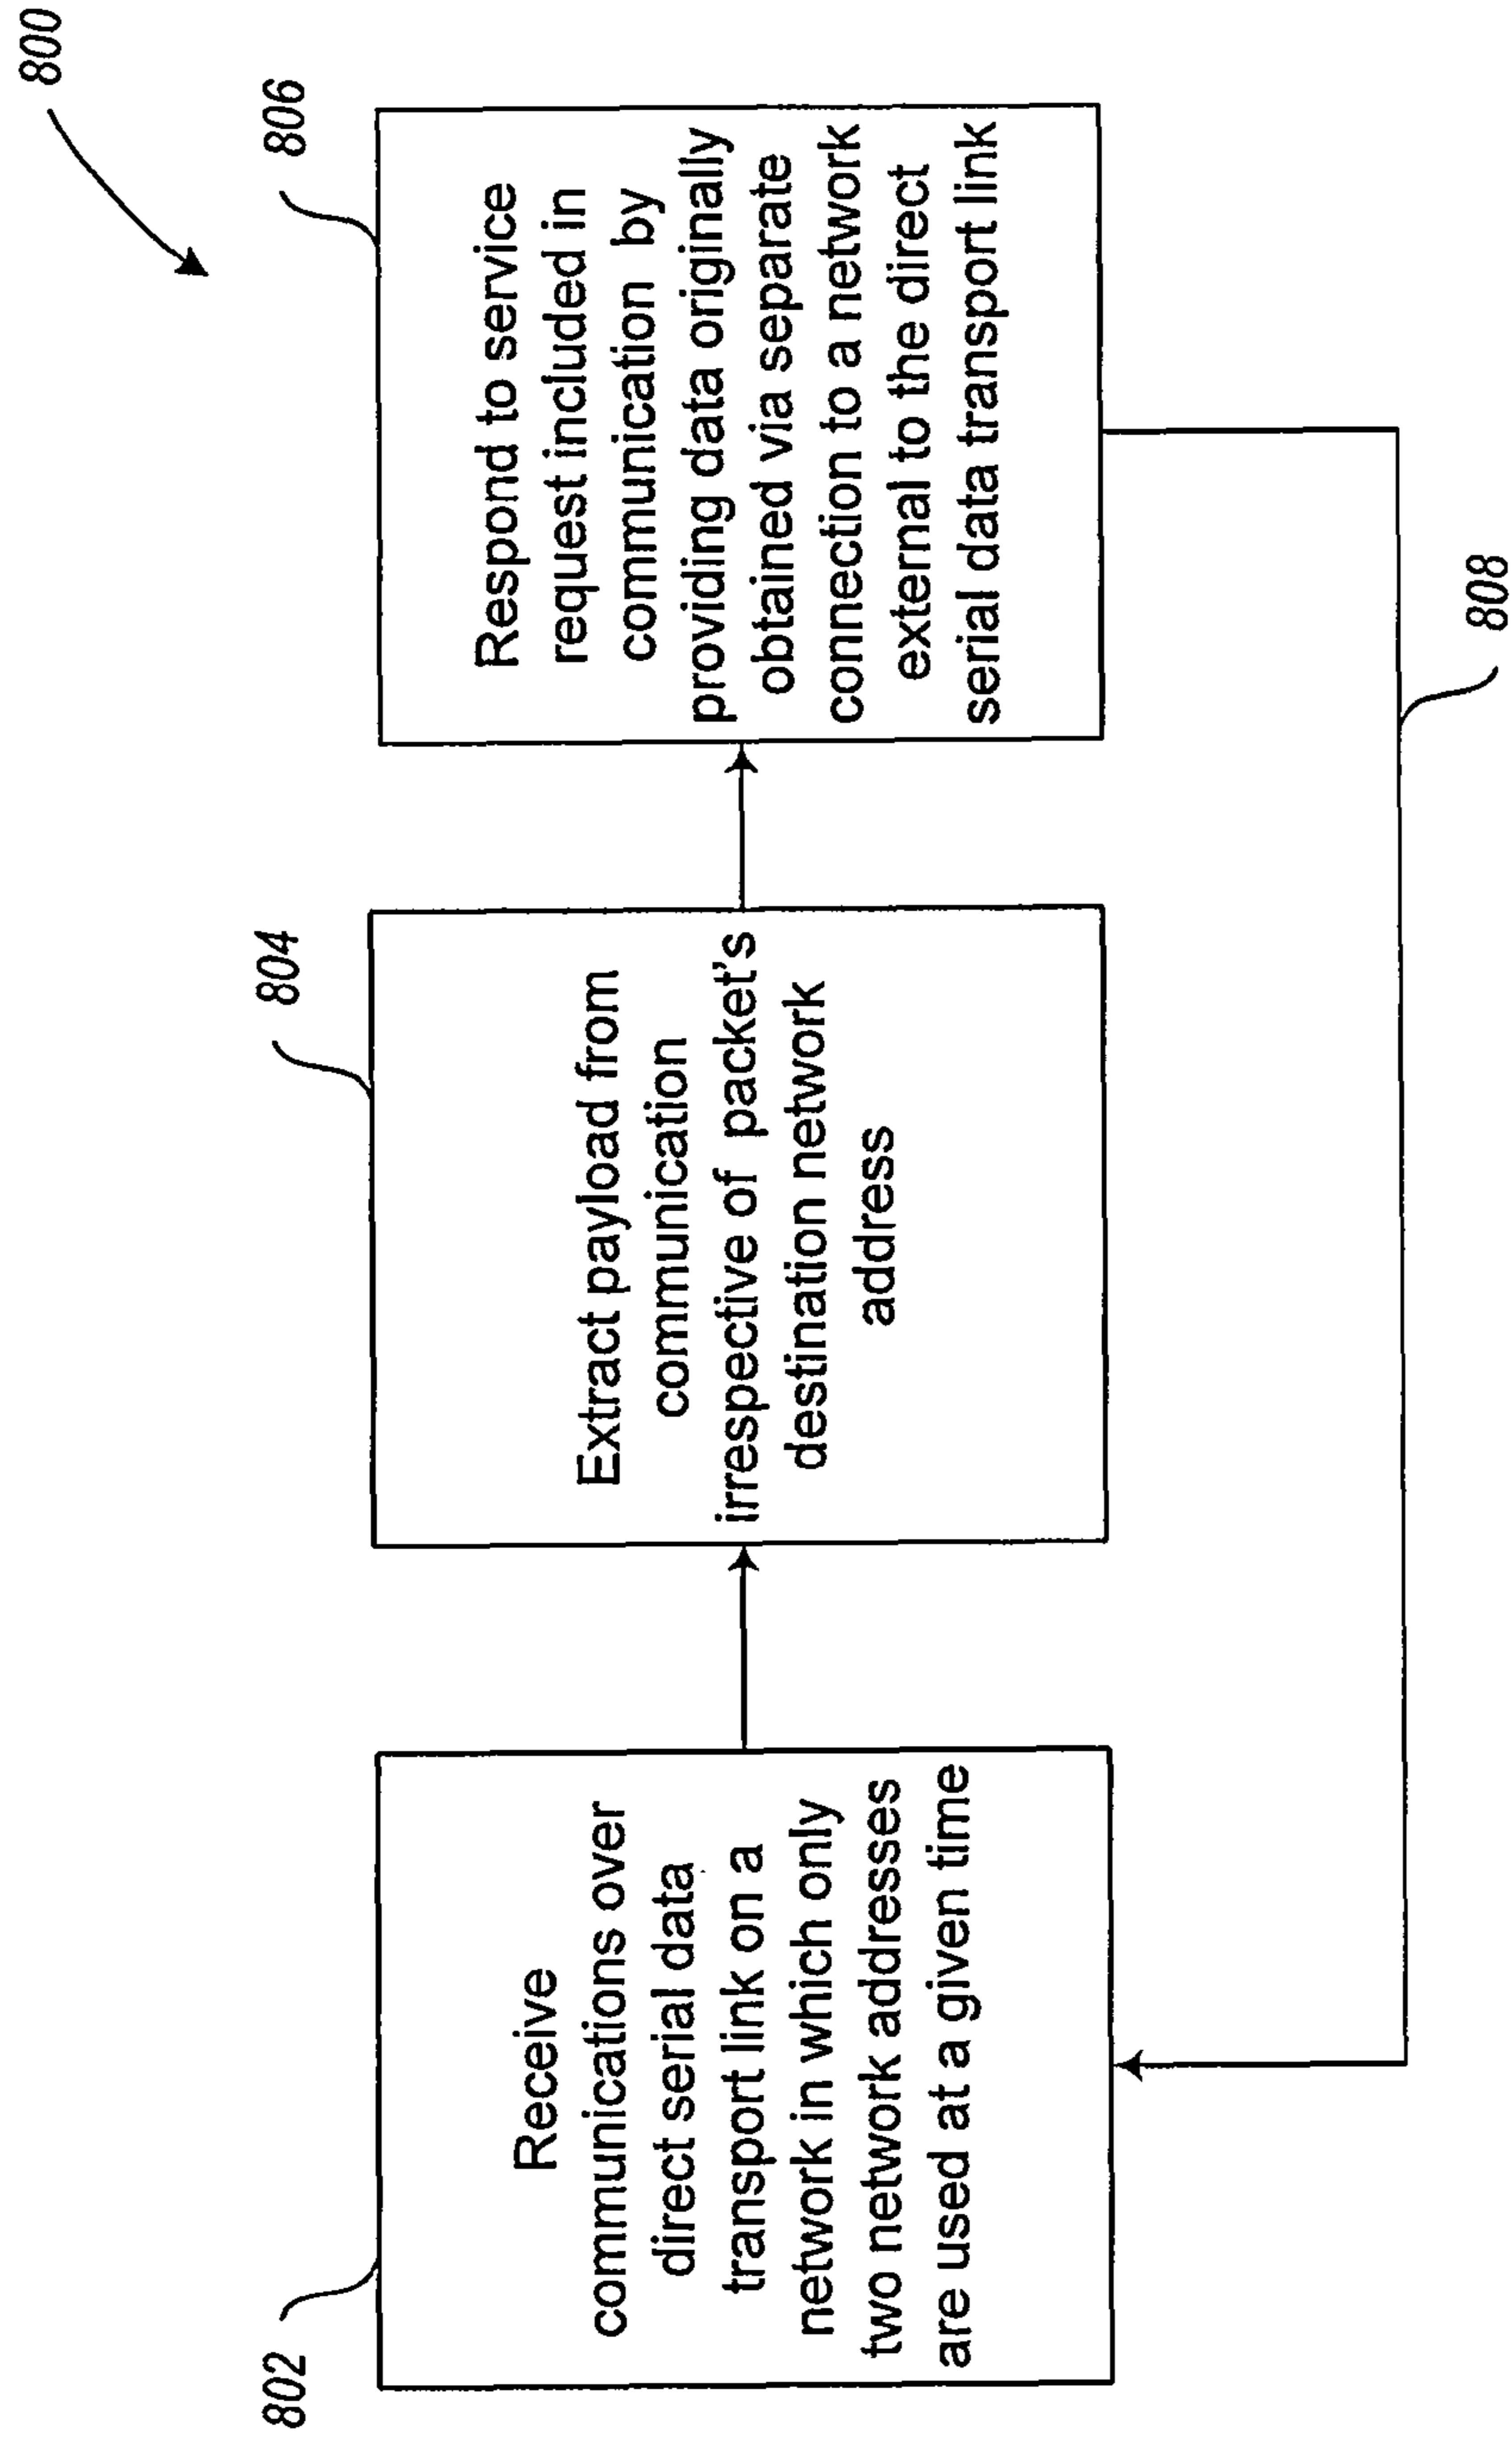 800
802
Receive
communications over
direct serial data
transport link on a
network in which only
two network addresses
are used at a given time
804
Extract payload from
communication
irrespective of packet's
destination network
address
806
Respond to service
request included in
communication by
providing data originally
obtained via separate
connection to a network
external to the direct
serial data transport link
808